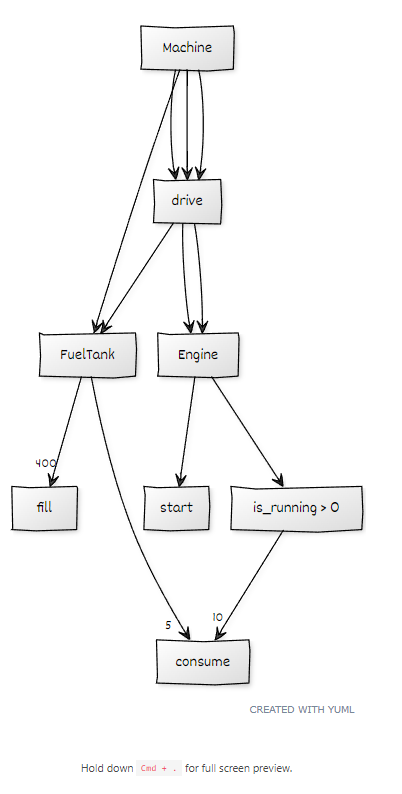 Machine
drive
FuelTank
Engine
400
fill
start
is_running > 0
5
10
consume
CREATED WITH YUML
Hold down Cmd + . for full screen preview.